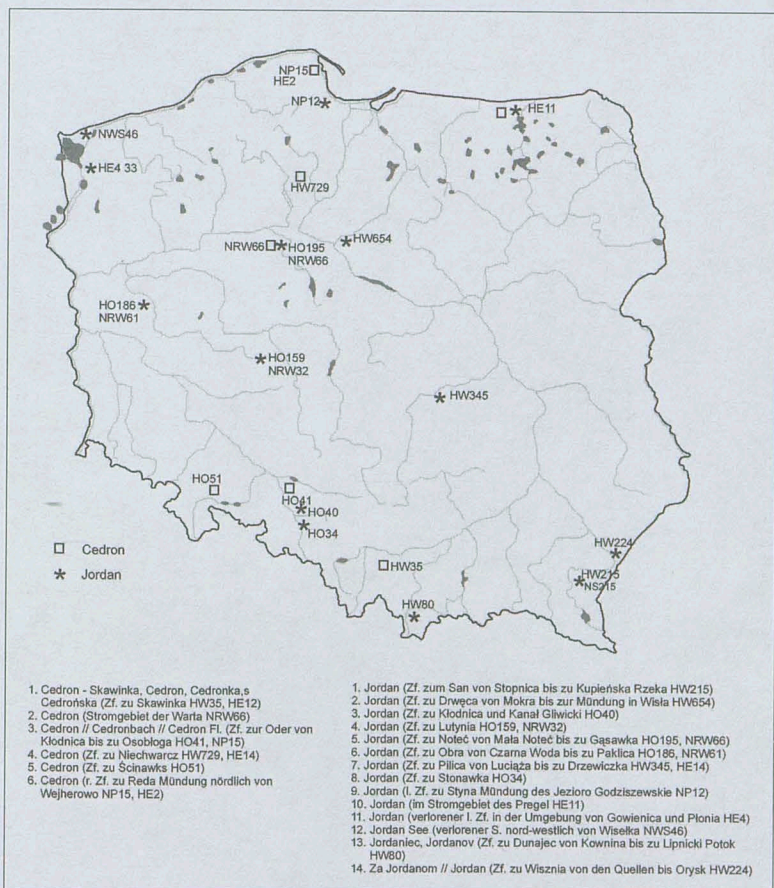 NP15
HE2
NP12
HE11
NWS46
HE4 33
HW729
NRW66
HO195
NRW66
HW654
HO186
NRW61
HO159
NRW32
HW345
HO51
HO41
HO40
HO34
HW224
HW35
HW215
NS215
HW80
Cedron
Jordan
1. Cedron - Skawinka, Cedron, Cedronka,s
Cedrońska (Zf. zu Skawinka HW35, HE12)
2. Cedron (Stromgebiet der Warta NRW66)
3. Cedron // Cedronbach // Cedron Fl. (Zf. zur Oder von
Kłodnica bis zu Osobłoga HO41, NP15)
4. Cedron (Zf. zu Niechwarcz HW729, HE14)
5. Cedron (Zf. zu Ścinawks HO51)
6. Cedron (r. Zf. zu Reda Mündung nördlich von
Wejherowo NP15, HE2)
1. Jordan (Zf. zum San von Stopnica bis zu Kupieńska Rzeka HW215)
2. Jordan (Zf. zu Drwęca von Mokra bis zur Mündung in Wisła HW654)
3. Jordan (Zf. zu Kłodnica und Kanał Gliwicki HO40)
4. Jordan (Zf. zu Lutynia HO159, NRW32)
5. Jordan (Zf. zu Noteć von Mała Noteć bis zu Gąsawka HO195, NRW66)
6. Jordan (Zf. zu Obra von Czarna Woda bis zu Paklica HO186, NRW61)
7. Jordan (Zf. zu Pilica von Luciąża bis zu Drzewiczka HW345, HE14)
8. Jordan (Zf. zu Stonawka HO34)
9. Jordan (l. Zf. zu Styna Mündung des Jezioro Godziszewskie NP12)
10. Jordan (im Stromgebiet des Pregel HE11)
11. Jordan (verlorener l. Zf. in der Umgebung von Gowienica und Płonia HE4)
12. Jordan See (verlorener S. nord-westlich von Wisełka NWS46)
13. Jordaniec, Jordanov (Zf. zu Dunajec von Kownina bis zu Lipnicki Potok
HW80)
14. Za Jordanom // Jordan (Zf. zu Wisznia von den Quellen bis Orysk HW224)